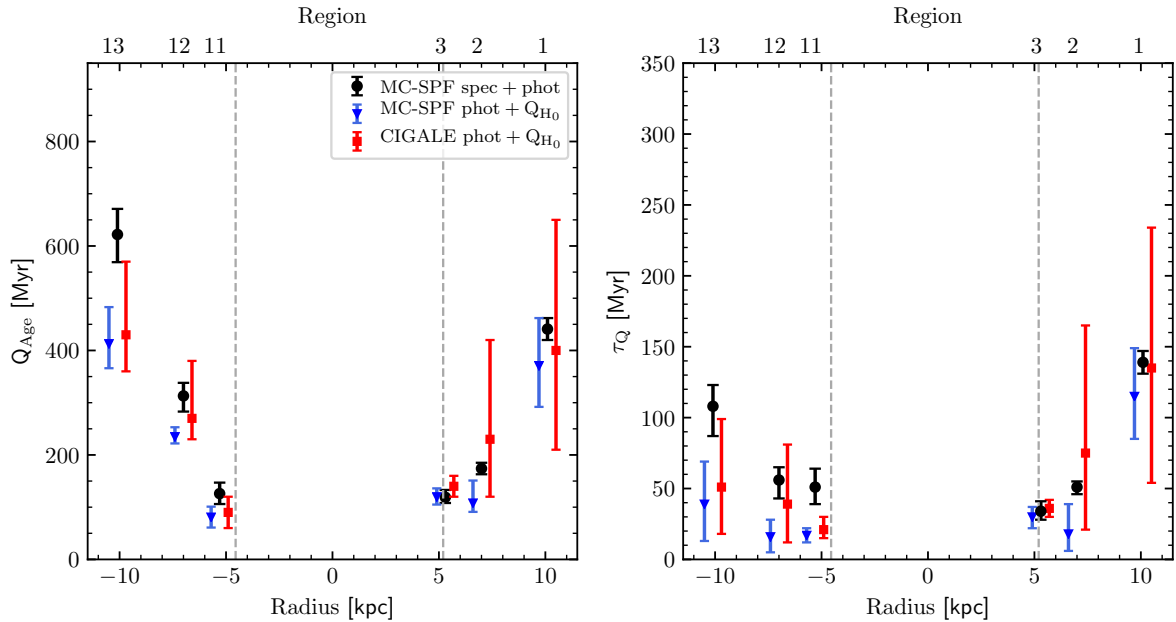 Region
13 12 11 3 2 1
MC-SPF spec + phot
MC-SPF phot + Q_H₀
CIGALE phot + Q_H₀
Q_Age [Myr]
800
600
400
200
0
−10 −5 0 5 10
Radius [kpc]
Region
13 12 11 3 2 1
τ_Q [Myr]
350
300
250
200
150
100
50
0
−10 −5 0 5 10
Radius [kpc]